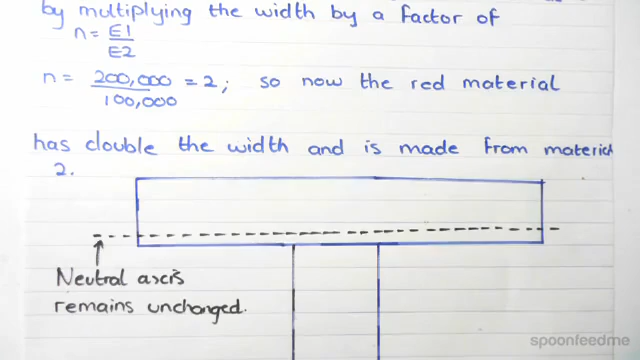 by multiplying the width by a factor of
n = E1/E2
n = 200,000/100,000 = 2; so now the red material
has double the width and is made from material
2.
Neutral axis
remains unchanged.
spoonfeedme